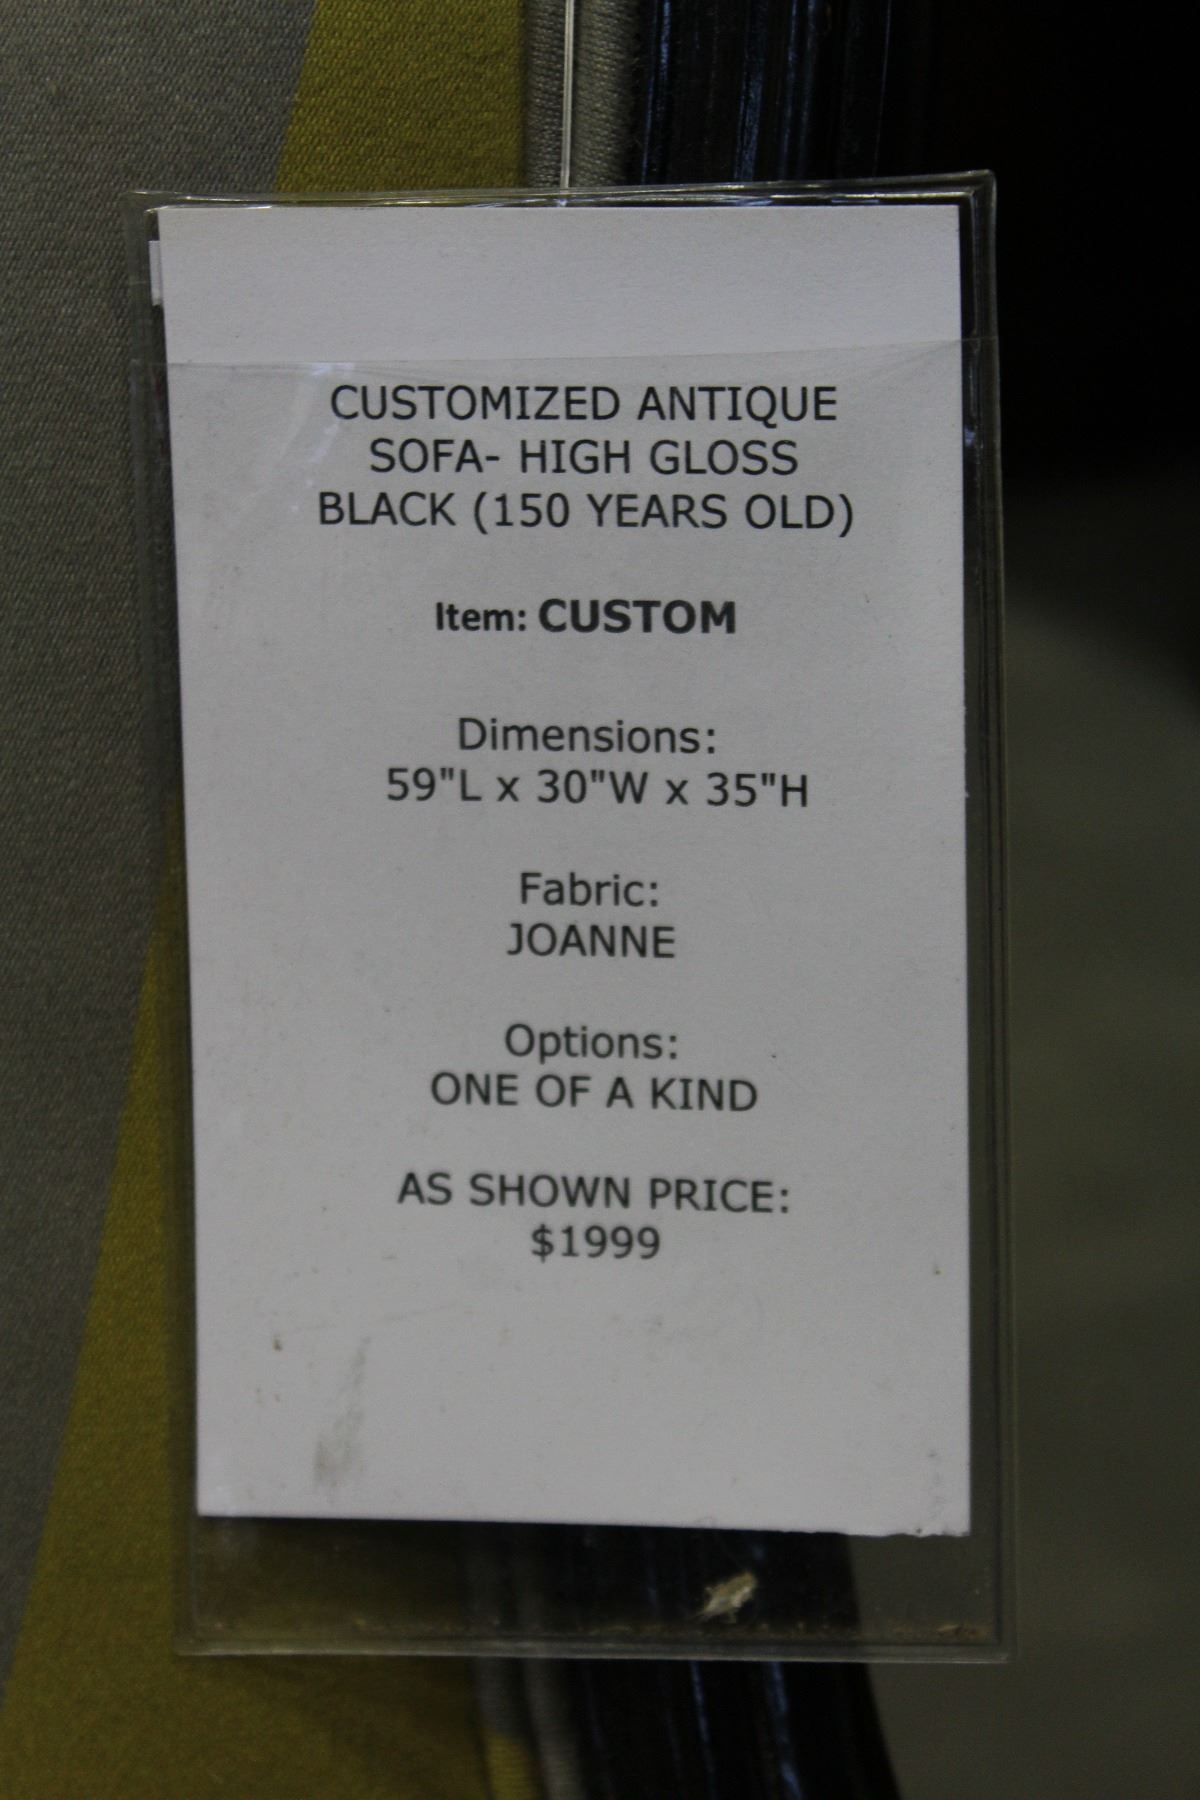 CUSTOMIZED ANTIQUE
SOFA- HIGH GLOSS
BLACK (150 YEARS OLD)
Item: CUSTOM
Dimensions:
59"L x 30"W x 35"H
Fabric:
JOANNE
Options:
ONE OF A KIND
AS SHOWN PRICE:
$1999